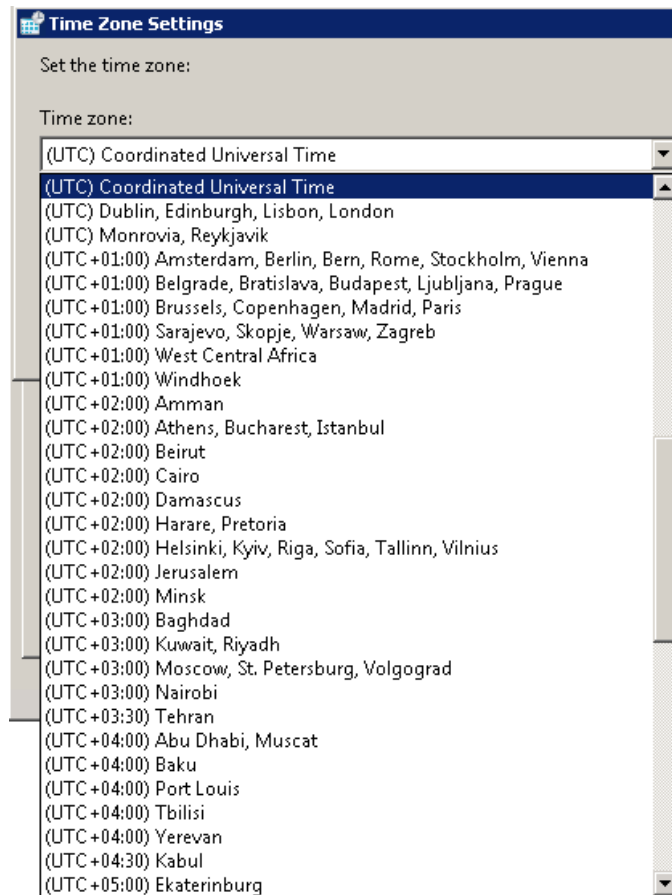 Time Zone Settings
Set the time zone:
Time zone:
(UTC) Coordinated Universal Time
(UTC) Coordinated Universal Time
(UTC) Dublin, Edinburgh, Lisbon, London
(UTC) Monrovia, Reykjavik
(UTC+01:00) Amsterdam, Berlin, Bern, Rome, Stockholm, Vienna
(UTC+01:00) Belgrade, Bratislava, Budapest, Ljubljana, Prague
(UTC+01:00) Brussels, Copenhagen, Madrid, Paris
(UTC+01:00) Sarajevo, Skopje, Warsaw, Zagreb
(UTC+01:00) West Central Africa
(UTC+01:00) Windhoek
(UTC+02:00) Amman
(UTC+02:00) Athens, Bucharest, Istanbul
(UTC+02:00) Beirut
(UTC+02:00) Cairo
(UTC+02:00) Damascus
(UTC+02:00) Harare, Pretoria
(UTC+02:00) Helsinki, Kyiv, Riga, Sofia, Tallinn, Vilnius
(UTC+02:00) Jerusalem
(UTC+02:00) Minsk
(UTC+03:00) Baghdad
(UTC+03:00) Kuwait, Riyadh
(UTC+03:00) Moscow, St. Petersburg, Volgograd
(UTC+03:00) Nairobi
(UTC+03:30) Tehran
(UTC+04:00) Abu Dhabi, Muscat
(UTC+04:00) Baku
(UTC+04:00) Port Louis
(UTC+04:00) Tbilisi
(UTC+04:00) Yerevan
(UTC+04:30) Kabul
(UTC+05:00) Ekaterinburg